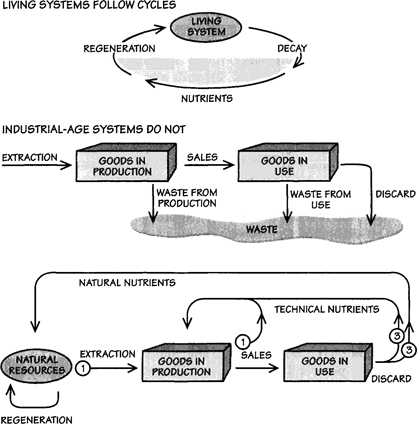 LIVING SYSTEMS FOLLOW CYCLES
LIVING
SYSTEM
REGENERATION
DECAY
NUTRIENTS
INDUSTRIAL-AGE SYSTEMS DO NOT
EXTRACTION
GOODS IN
PRODUCTION
SALES
GOODS IN
USE
WASTE FROM
PRODUCTION
WASTE FROM
USE
DISCARD
WASTE
NATURAL NUTRIENTS
TECHNICAL NUTRIENTS
NATURAL
RESOURCES
1
EXTRACTION
GOODS IN
PRODUCTION
1
SALES
GOODS IN
USE
3
3
DISCARD
REGENERATION